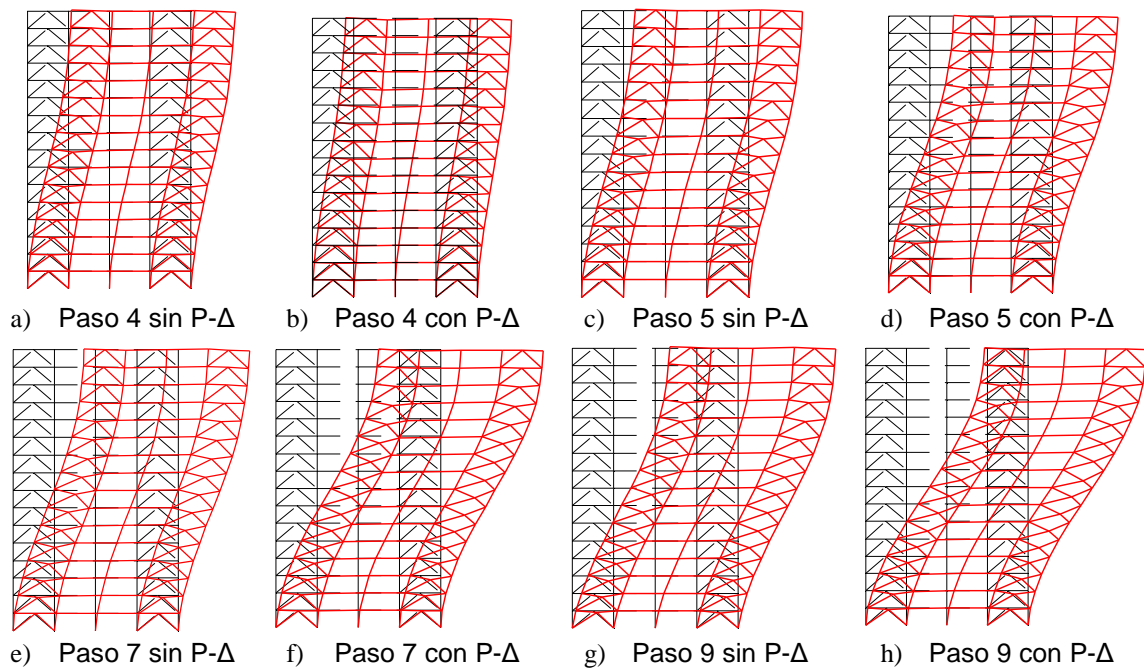 a) Paso 4 sin P-Δ
b) Paso 4 con P-Δ
c) Paso 5 sin P-Δ
d) Paso 5 con P-Δ
e) Paso 7 sin P-Δ
f) Paso 7 con P-Δ
g) Paso 9 sin P-Δ
h) Paso 9 con P-Δ